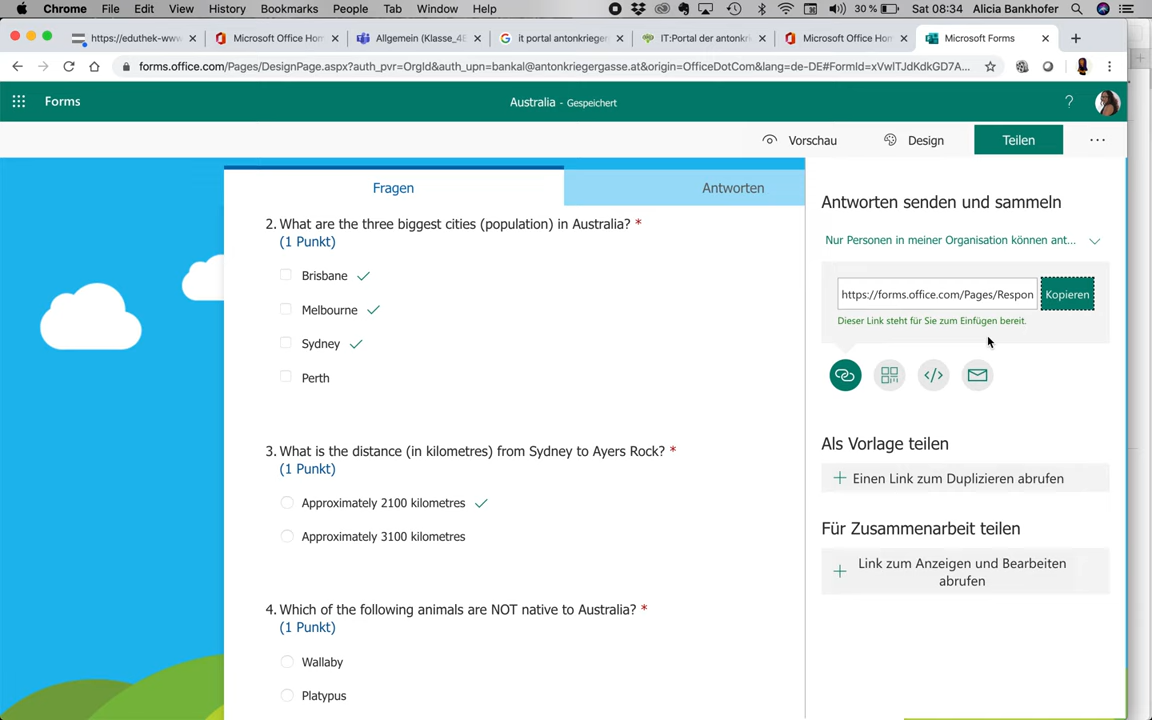 Chrome File Edit View History Bookmarks People Tab Window Help 30 % Sat 08:34 Alicia Bankhofer
https://eduthek-www
Microsoft Office Hom
Allgemein (Klasse_4E
it portal antonkrieger
IT:Portal der antonkr
Microsoft Office Hom
Microsoft Forms
forms.office.com/Pages/DesignPage.aspx?auth_pvr=OrgId&auth_upn=bankal@antonkriegergasse.at&origin=OfficeDotCom&lang=de-DE#FormId=xVwlTJdKdkGD7A...
Forms
Australia - Gespeichert
?
Vorschau
Design
Teilen
Fragen
Antworten
2. What are the three biggest cities (population) in Australia? *
(1 Punkt)
Brisbane
Melbourne
Sydney
Perth
3. What is the distance (in kilometres) from Sydney to Ayers Rock? *
(1 Punkt)
Approximately 2100 kilometres
Approximately 3100 kilometres
4. Which of the following animals are NOT native to Australia? *
(1 Punkt)
Wallaby
Platypus
Antworten senden und sammeln
Nur Personen in meiner Organisation können ant...
https://forms.office.com/Pages/Respon
Kopieren
Dieser Link steht für Sie zum Einfügen bereit.
Als Vorlage teilen
Einen Link zum Duplizieren abrufen
Für Zusammenarbeit teilen
Link zum Anzeigen und Bearbeiten
abrufen